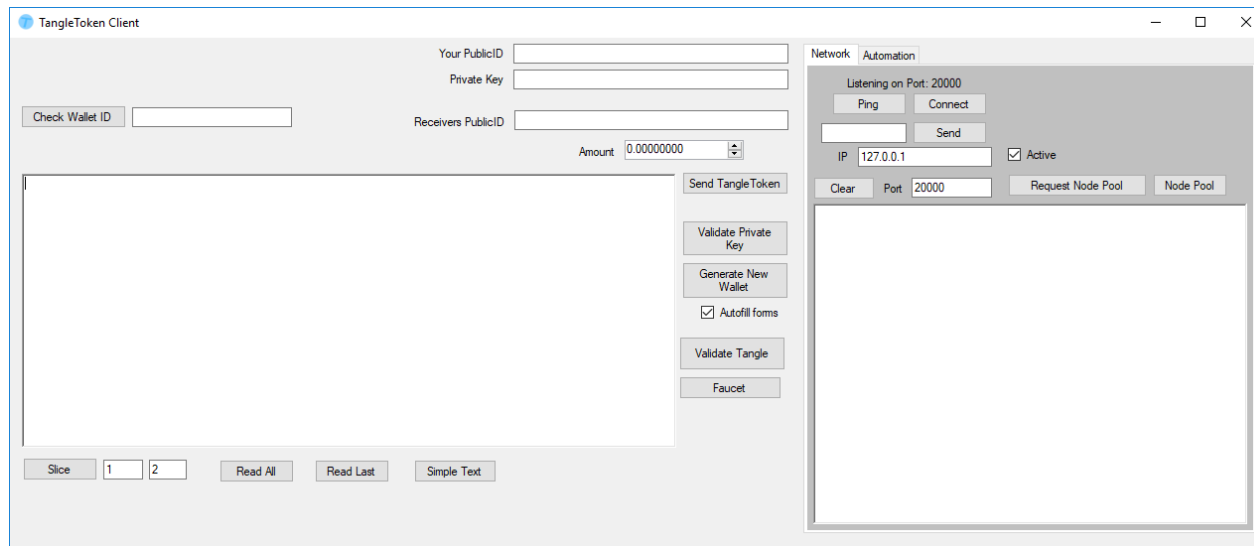 TangleToken Client
Your PublicID
Private Key
Check Wallet ID
Receivers PublicID
Amount 0.00000000
Send TangleToken
Validate Private
Key
Generate New
Wallet
Autofill forms
Validate Tangle
Faucet
Slice 1 2 Read All Read Last Simple Text
Network Automation
Listening on Port: 20000
Ping Connect
Send
IP 127.0.0.1 Active
Clear Port 20000 Request Node Pool Node Pool